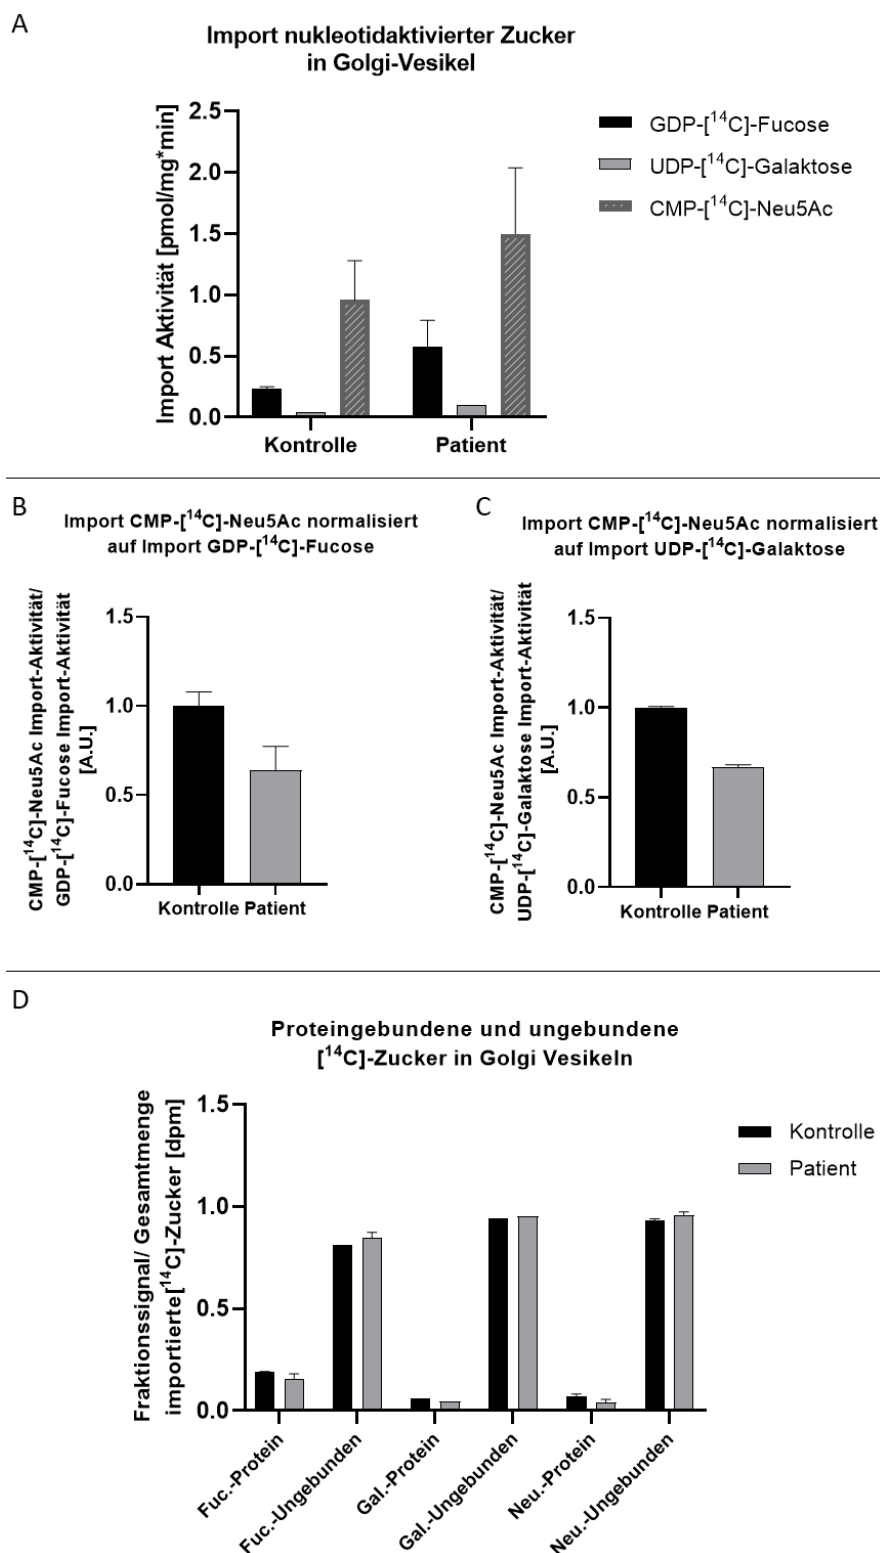 A
Import nukleotidaktivierter Zucker
in Golgi-Vesikel
Import Aktivität [pmol/mg*min]
2.5
2.0
1.5
1.0
0.5
0.0
Kontrolle Patient
GDP-[¹⁴C]-Fucose
UDP-[¹⁴C]-Galaktose
CMP-[¹⁴C]-Neu5Ac
B
Import CMP-[¹⁴C]-Neu5Ac normalisiert
auf Import GDP-[¹⁴C]-Fucose
CMP-[¹⁴C]-Neu5Ac Import-Aktivität/
GDP-[¹⁴C]-Fucose Import-Aktivität
[A.U.]
1.5
1.0
0.5
0.0
Kontrolle Patient
C
Import CMP-[¹⁴C]-Neu5Ac normalisiert
auf Import UDP-[¹⁴C]-Galaktose
CMP-[¹⁴C]-Neu5Ac Import-Aktivität/
UDP-[¹⁴C]-Galaktose Import-Aktivität
[A.U.]
1.5
1.0
0.5
0.0
Kontrolle Patient
D
Proteingebundene und ungebundene
[¹⁴C]-Zucker in Golgi Vesikeln
Fraktionssignal/ Gesamtmenge
importierte[¹⁴C]-Zucker [dpm]
1.5
1.0
0.5
0.0
Fuc.-Protein
Fuc.-Ungebunden
Gal.-Protein
Gal.-Ungebunden
Neu.-Protein
Neu.-Ungebunden
Kontrolle
Patient